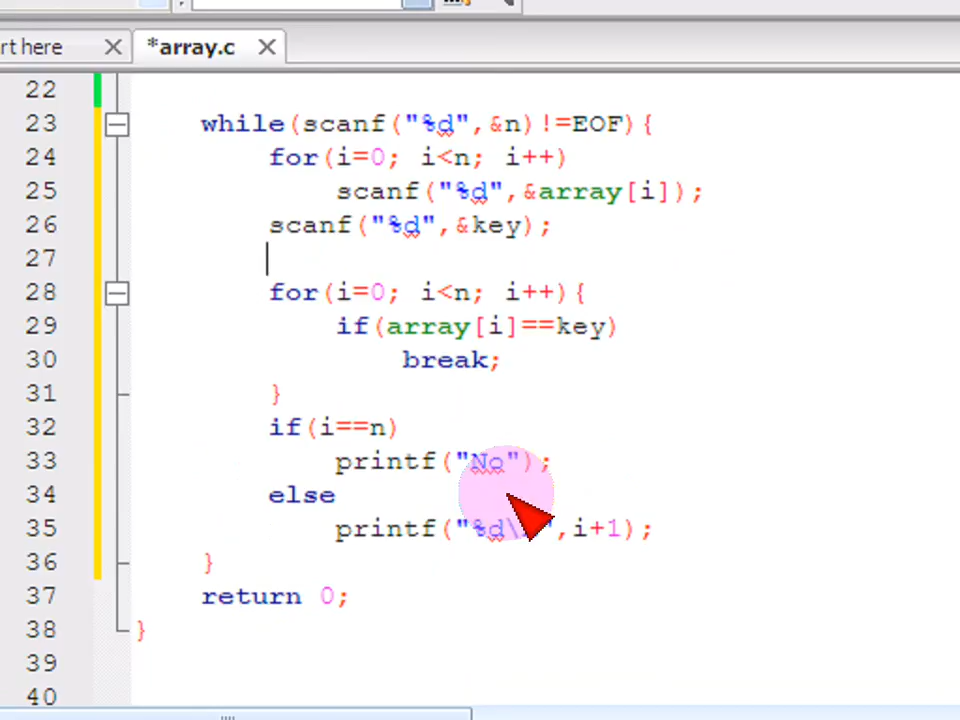 rt here
*array.c
22
23 while(scanf("%d",&n)!=EOF){
24 for(i=0; i<n; i++)
25 scanf("%d",&array[i]);
26 scanf("%d",&key);
27
28 for(i=0; i<n; i++){
29 if(array[i]==key)
30 break;
31 }
32 if(i==n)
33 printf("No");
34 else
35 printf("%d\ ",i+1);
36 }
37 return 0;
38 }
39
40